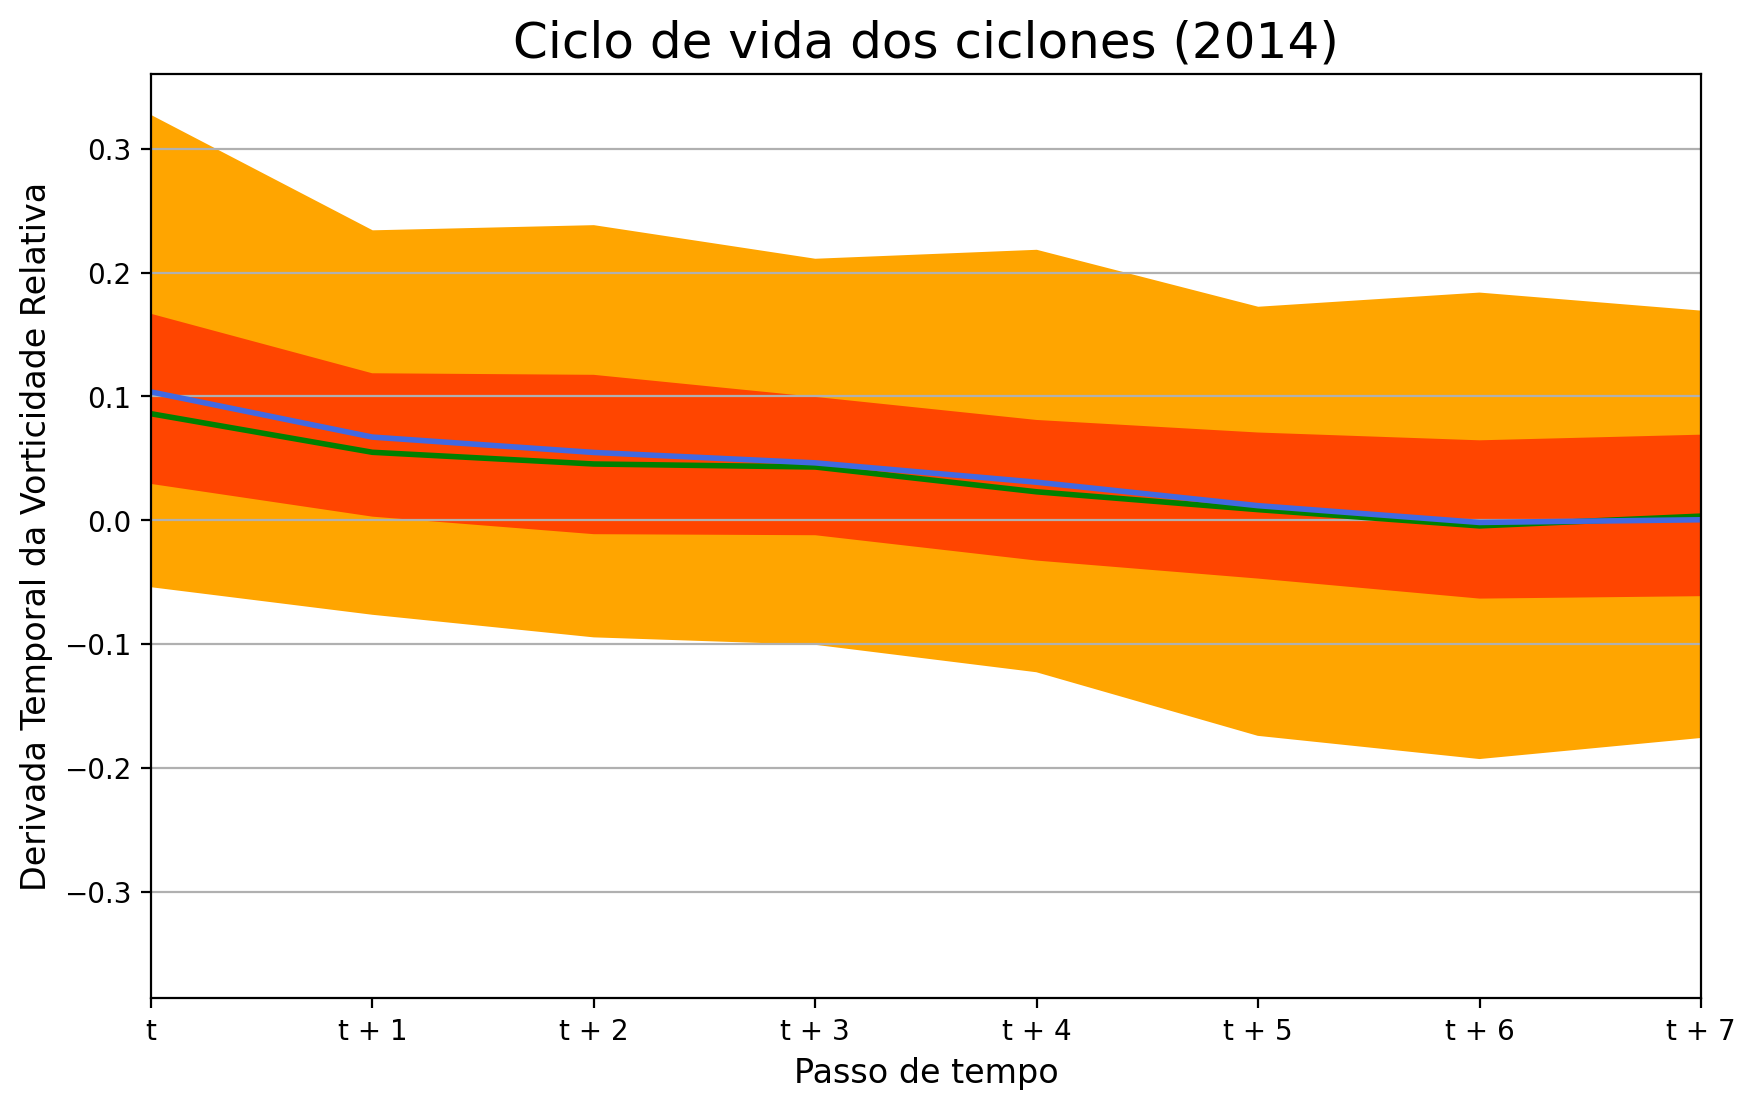 Ciclo de vida dos ciclones (2014)
Derivada Temporal da Vorticidade Relativa
0.3
0.2
0.1
0.0
−0.1
−0.2
−0.3
t
t + 1
t + 2
t + 3
t + 4
t + 5
t + 6
t + 7
Passo de tempo